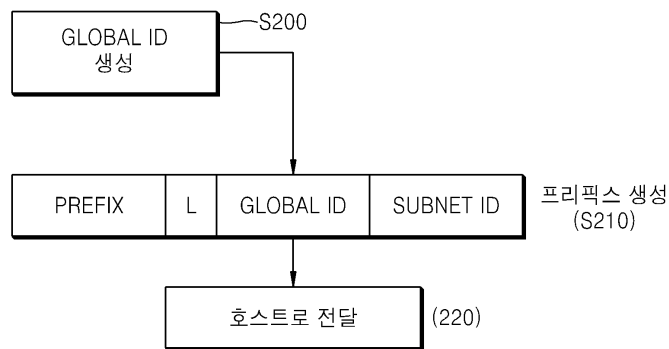 GLOBAL ID
생성
S200
PREFIX L GLOBAL ID SUBNET ID
프리픽스 생성
(S210)
호스트로 전달
(220)